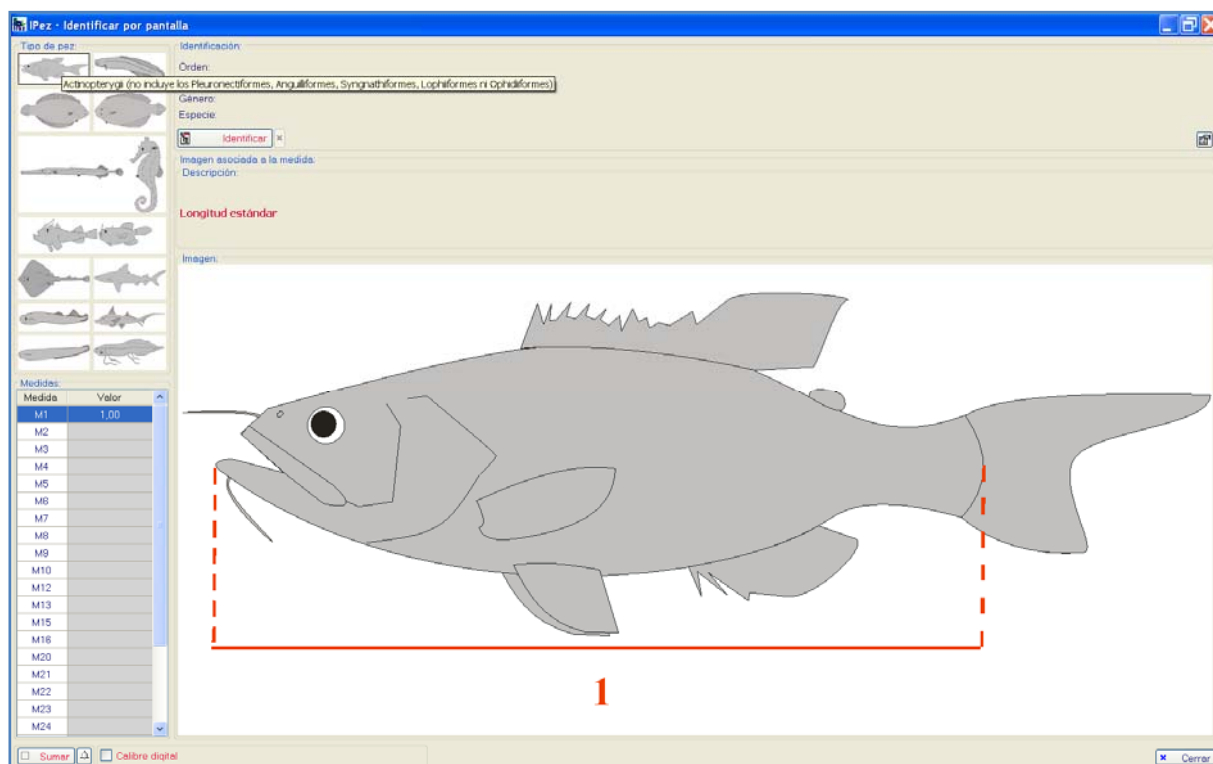 IPez - Identificar por pantalla
Tipo de pez:
Identificación:
Orden:
Actinopterygii (no incluye los Pleuronectiformes, Anguilliformes, Syngnathiformes, Lophiiformes ni Ophidiiformes)
Género:
Especie
Identificar
Imagen asociada a la medida:
Descripción:
Longitud estándar
Imagen:
Medidas:
Medida Valor
M1 1,00
M2
M3
M4
M5
M6
M7
M8
M9
M10
M12
M13
M15
M16
M20
M21
M22
M23
M24
1
Sumar
Calibre digital
Cerrar